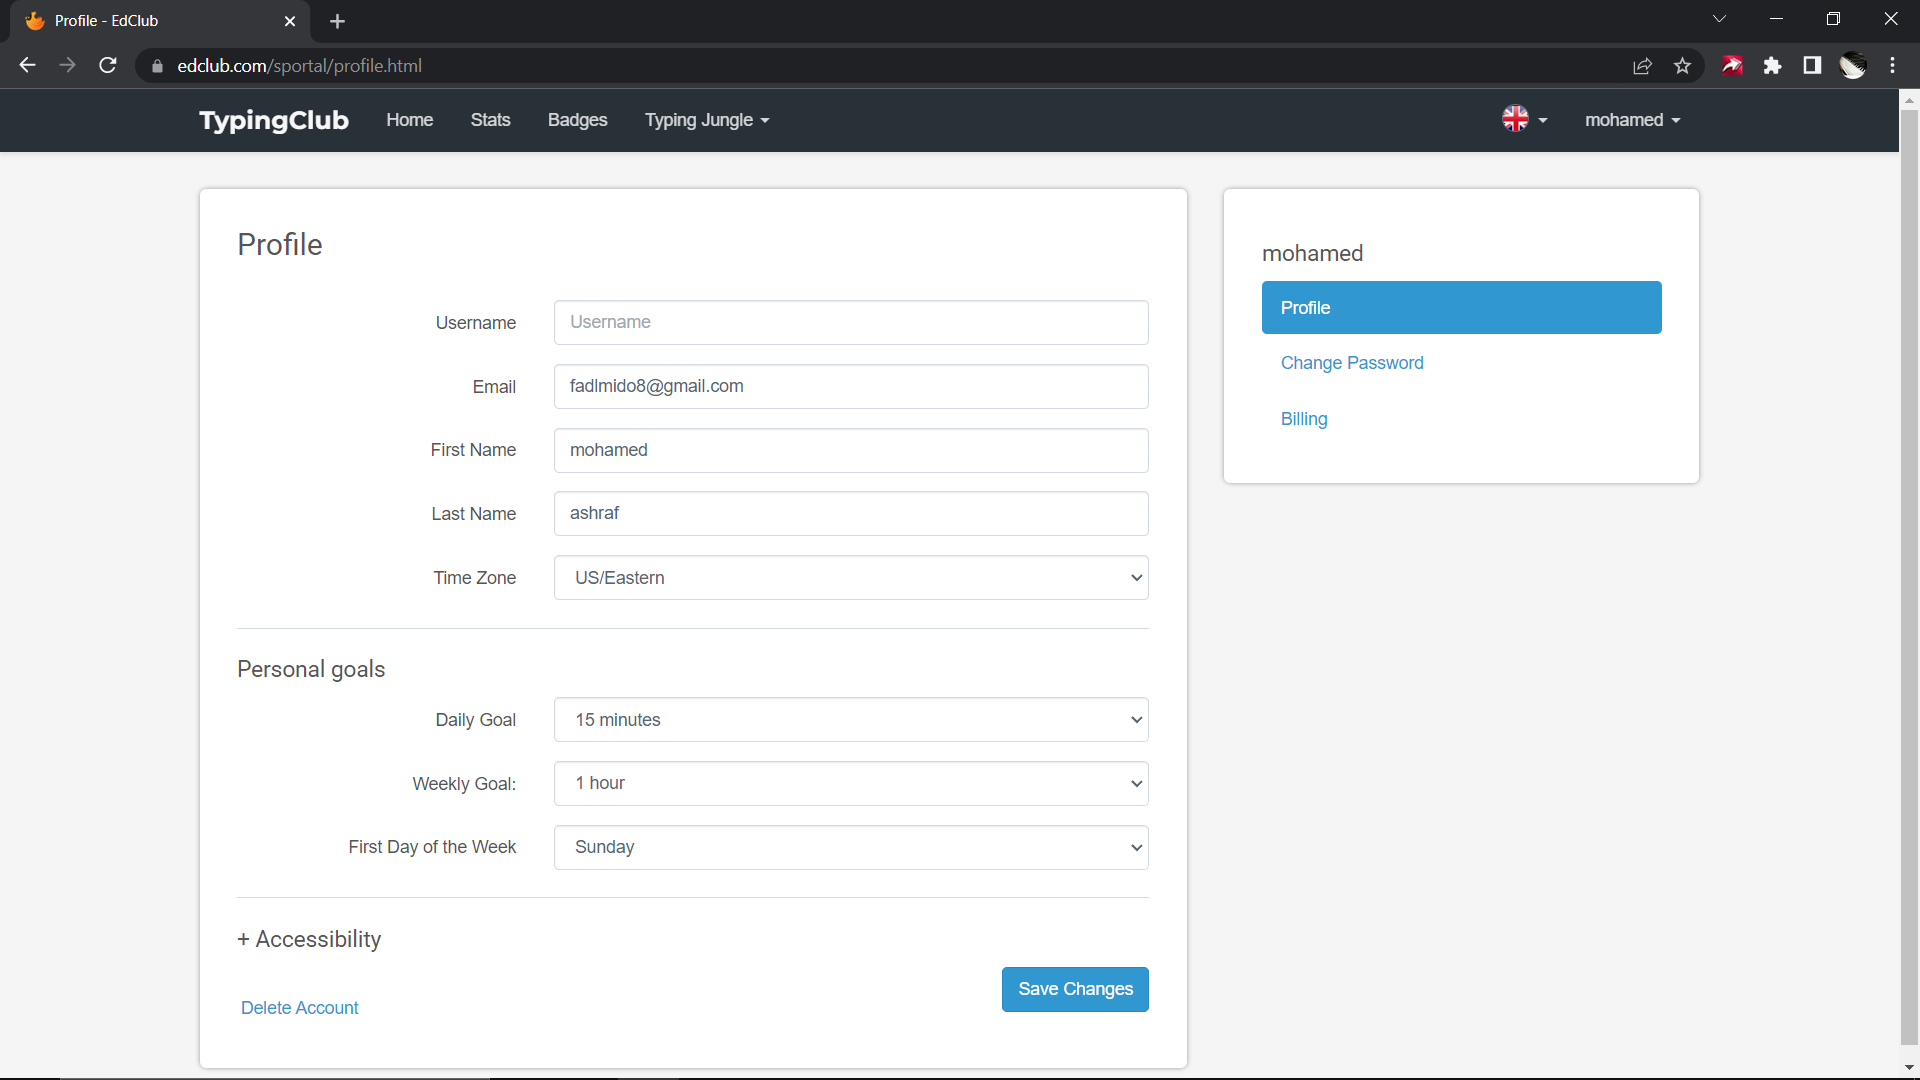 Profile - EdClub
edclub.com/sportal/profile.html
TypingClub Home Stats Badges Typing Jungle mohamed
Profile
Username Username
Email fadlmido8@gmail.com
First Name mohamed
Last Name ashraf
Time Zone US/Eastern
Personal goals
Daily Goal 15 minutes
Weekly Goal: 1 hour
First Day of the Week Sunday
+ Accessibility
Save Changes
Delete Account
mohamed
Profile
Change Password
Billing